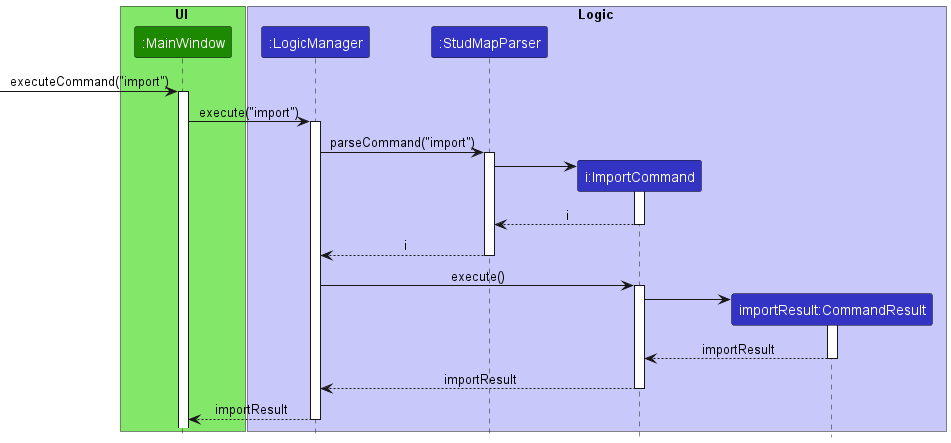 UI
Logic
:MainWindow
:LogicManager
:StudMapParser
executeCommand("import")
execute("import")
parseCommand("import")
i:ImportCommand
i
i
execute()
importResult:CommandResult
importResult
importResult
importResult